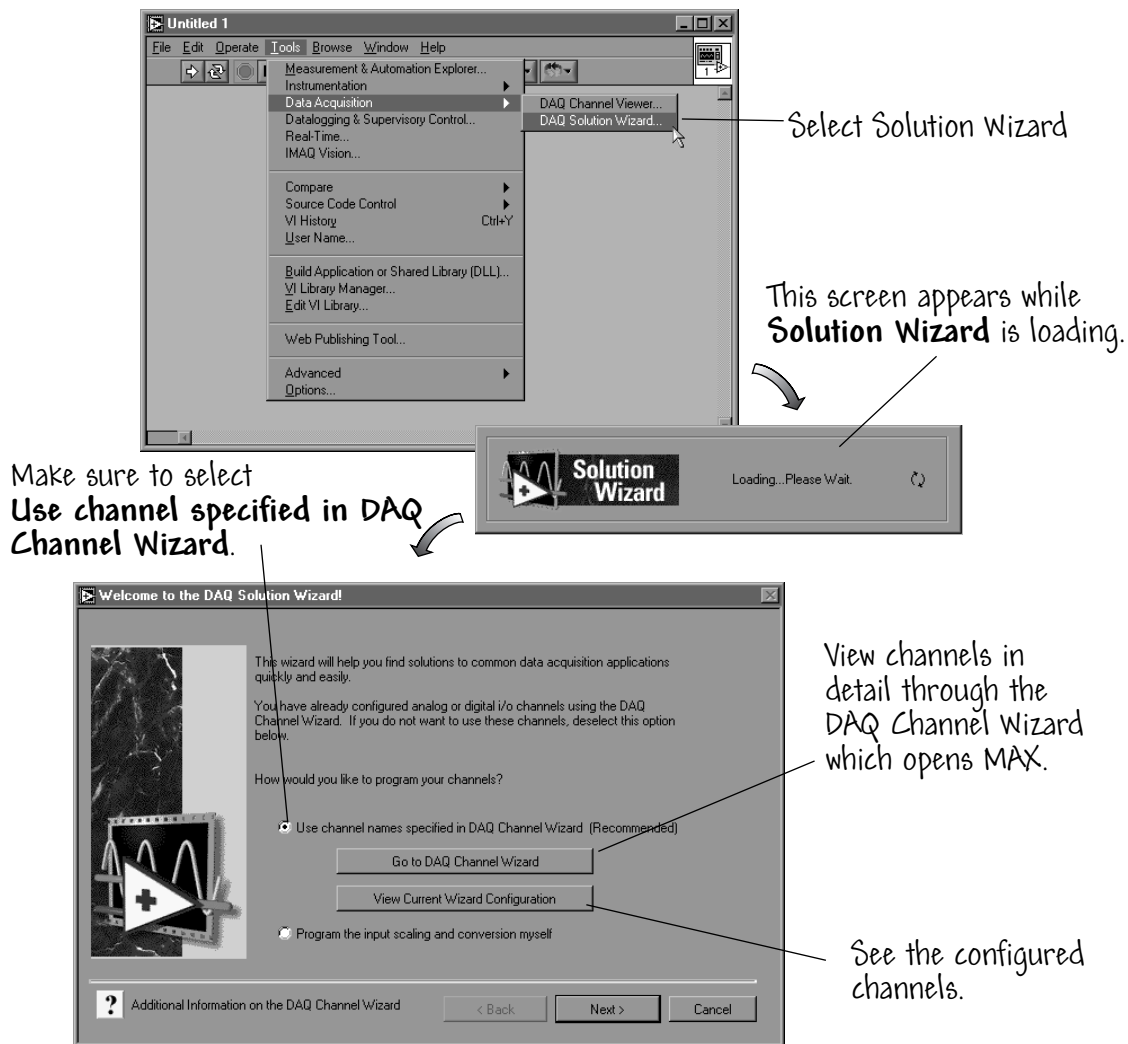 Untitled 1
File Edit Operate Tools Browse Window Help
1
Measurement & Automation Explorer...
Instrumentation
Data Acquisition
Datalogging & Supervisory Control...
Real-Time...
IMAQ Vision...
Compare
Source Code Control
VI History Ctrl+Y
User Name...
Build Application or Shared Library (DLL)...
VI Library Manager...
Edit VI Library...
Web Publishing Tool...
Advanced
Options...
DAQ Channel Viewer...
DAQ Solution Wizard...
Select Solution Wizard
This screen appears while
Solution Wizard is loading.
Solution
Wizard
Loading...Please Wait.
Make sure to select
Use channel specified in DAQ
Channel Wizard.
Welcome to the DAQ Solution Wizard!
This wizard will help you find solutions to common data acquisition applications
quickly and easily.
You have already configured analog or digital i/o channels using the DAQ
Channel Wizard. If you do not want to use these channels, deselect this option
below.
How would you like to program your channels?
Use channel names specified in DAQ Channel Wizard (Recommended)
Go to DAQ Channel Wizard
View Current Wizard Configuration
Program the input scaling and conversion myself
? Additional Information on the DAQ Channel Wizard
< Back
Next >
Cancel
View channels in
detail through the
DAQ Channel Wizard
which opens MAX.
See the configured
channels.